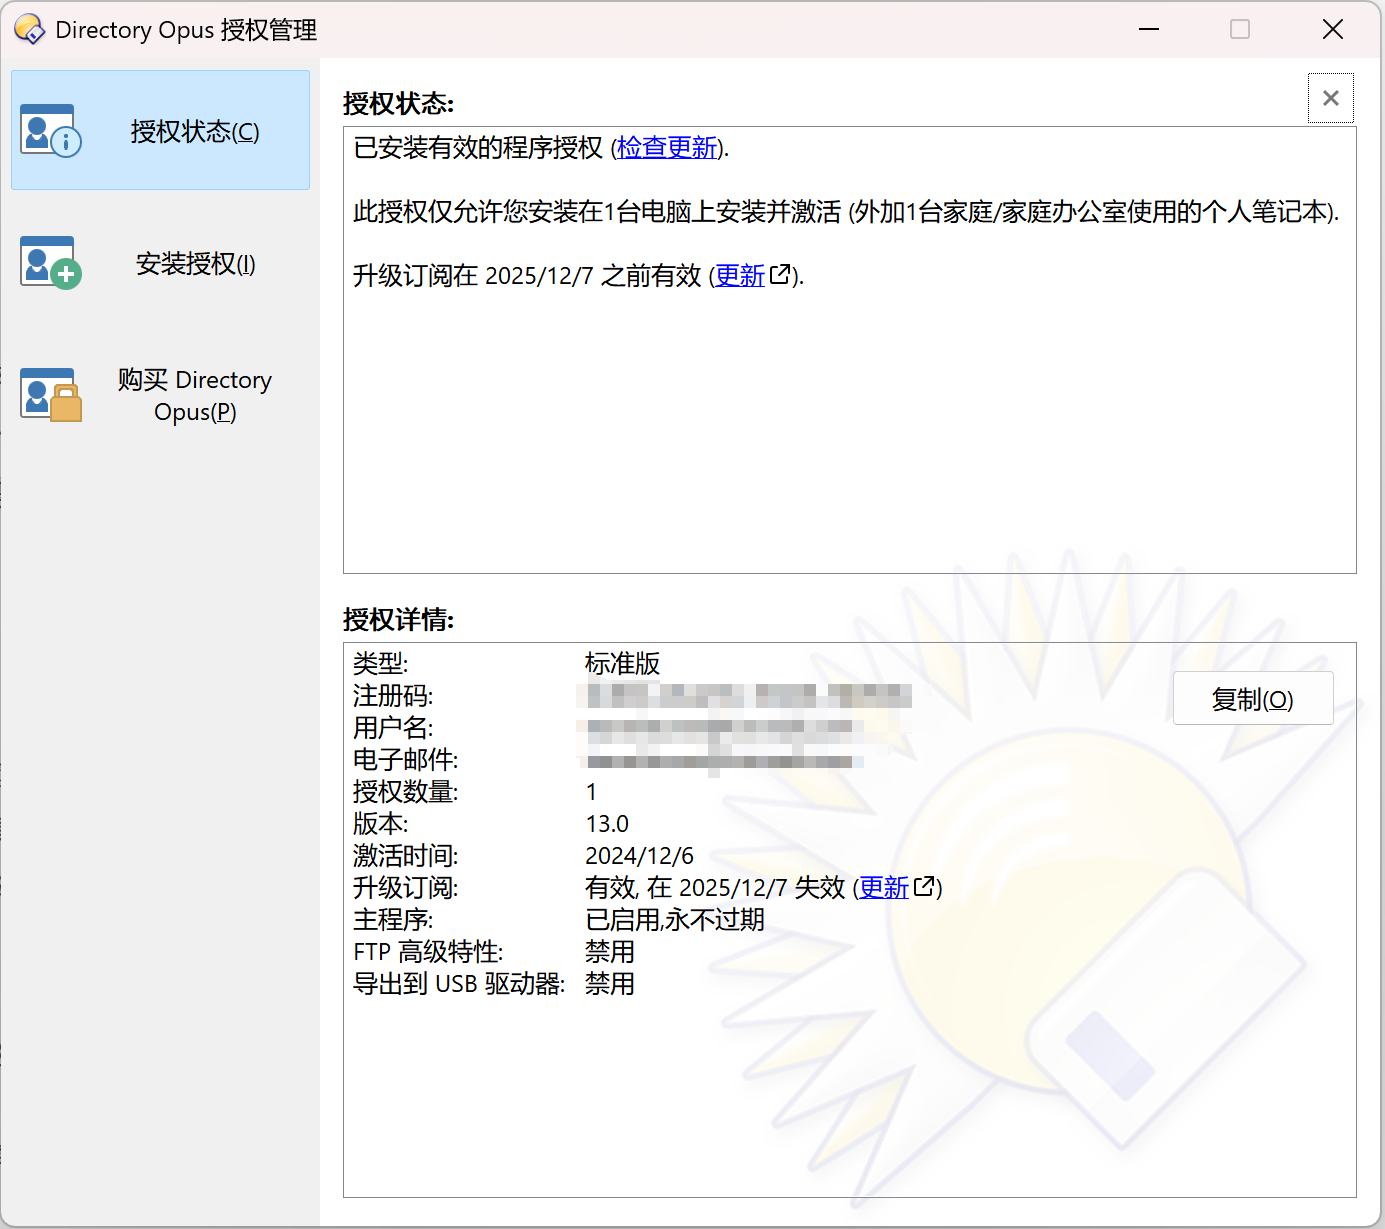 Directory Opus 授权管理
授权状态(C)
安装授权(I)
购买 Directory
Opus(P)
授权状态:
已安装有效的程序授权 (检查更新).
此授权仅允许您安装在1台电脑上安装并激活 (外加1台家庭/家庭办公室使用的个人笔记本).
升级订阅在 2025/12/7 之前有效 (更新).
授权详情:
类型: 标准版
注册码:
复制(O)
用户名:
电子邮件:
授权数量: 1
版本: 13.0
激活时间: 2024/12/6
升级订阅: 有效, 在 2025/12/7 失效 (更新)
主程序: 已启用,永不过期
FTP 高级特性: 禁用
导出到 USB 驱动器: 禁用